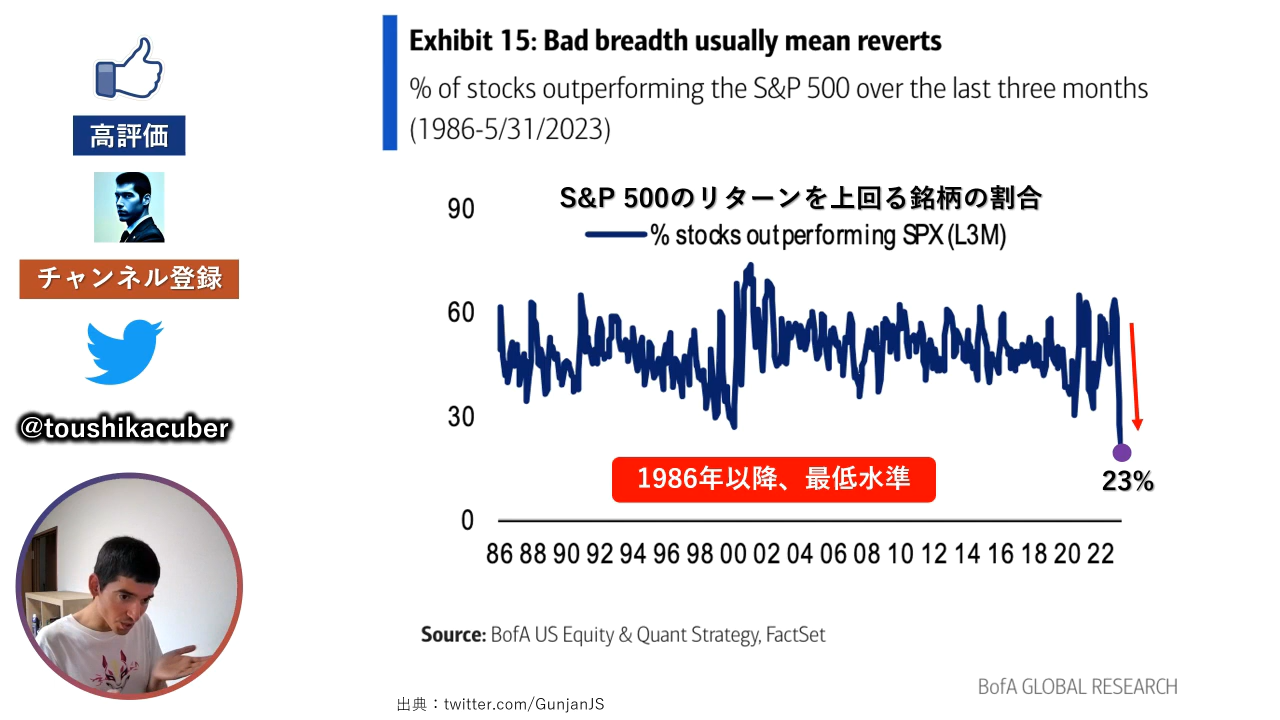 高評価
チャンネル登録
@toushikacuber
Exhibit 15: Bad breadth usually mean reverts
% of stocks outperforming the S&P 500 over the last three months
(1986-5/31/2023)
S&P 500のリターンを上回る銘柄の割合
% stocks outperforming SPX (L3M)
90
60
30
0
1986年以降、最低水準
23%
86 88 90 92 94 96 98 00 02 04 06 08 10 12 14 16 18 20 22
Source: BofA US Equity & Quant Strategy, FactSet
BofA GLOBAL RESEARCH
出典：twitter.com/GunjanJS